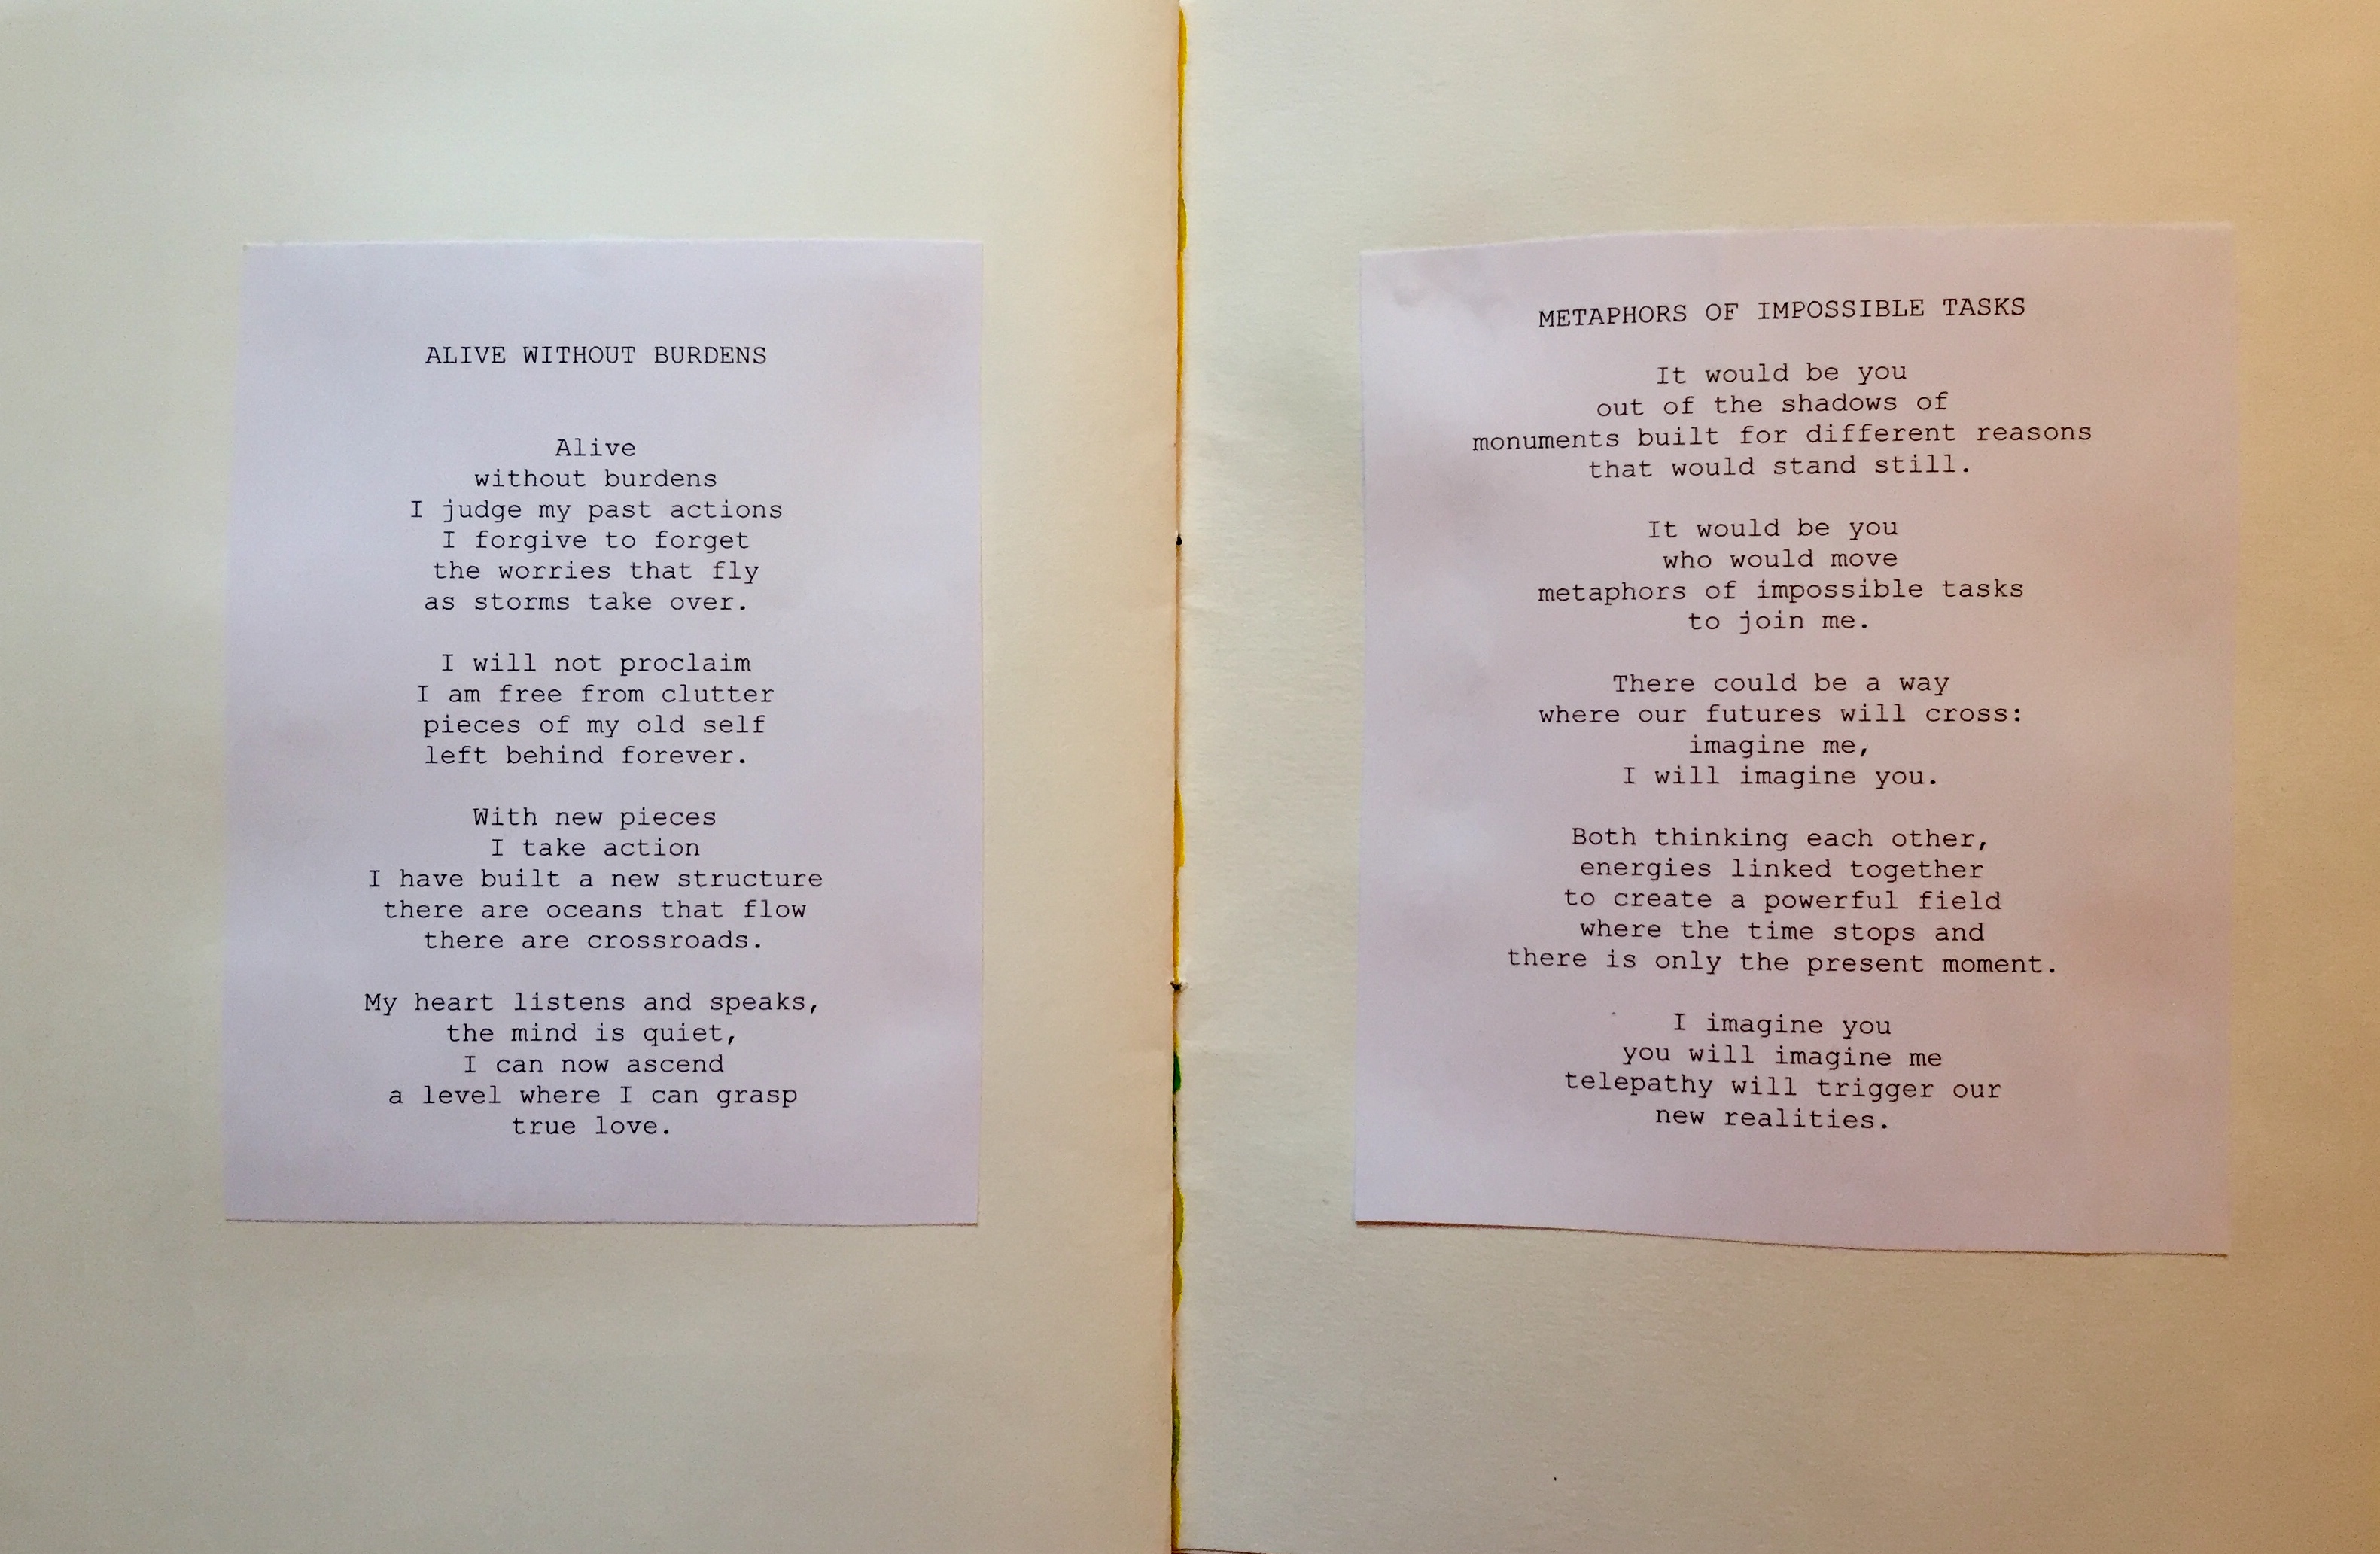 ALIVE WITHOUT BURDENS
Alive
without burdens
I judge my past actions
I forgive to forget
the worries that fly
as storms take over.
I will not proclaim
I am free from clutter
pieces of my old self
left behind forever.
With new pieces
I take action
I have built a new structure
there are oceans that flow
there are crossroads.
My heart listens and speaks,
the mind is quiet,
I can now ascend
a level where I can grasp
true love.
METAPHORS OF IMPOSSIBLE TASKS
It would be you
out of the shadows of
monuments built for different reasons
that would stand still.
It would be you
who would move
metaphors of impossible tasks
to join me.
There could be a way
where our futures will cross:
imagine me,
I will imagine you.
Both thinking each other,
energies linked together
to create a powerful field
where the time stops and
there is only the present moment.
I imagine you
you will imagine me
telepathy will trigger our
new realities.